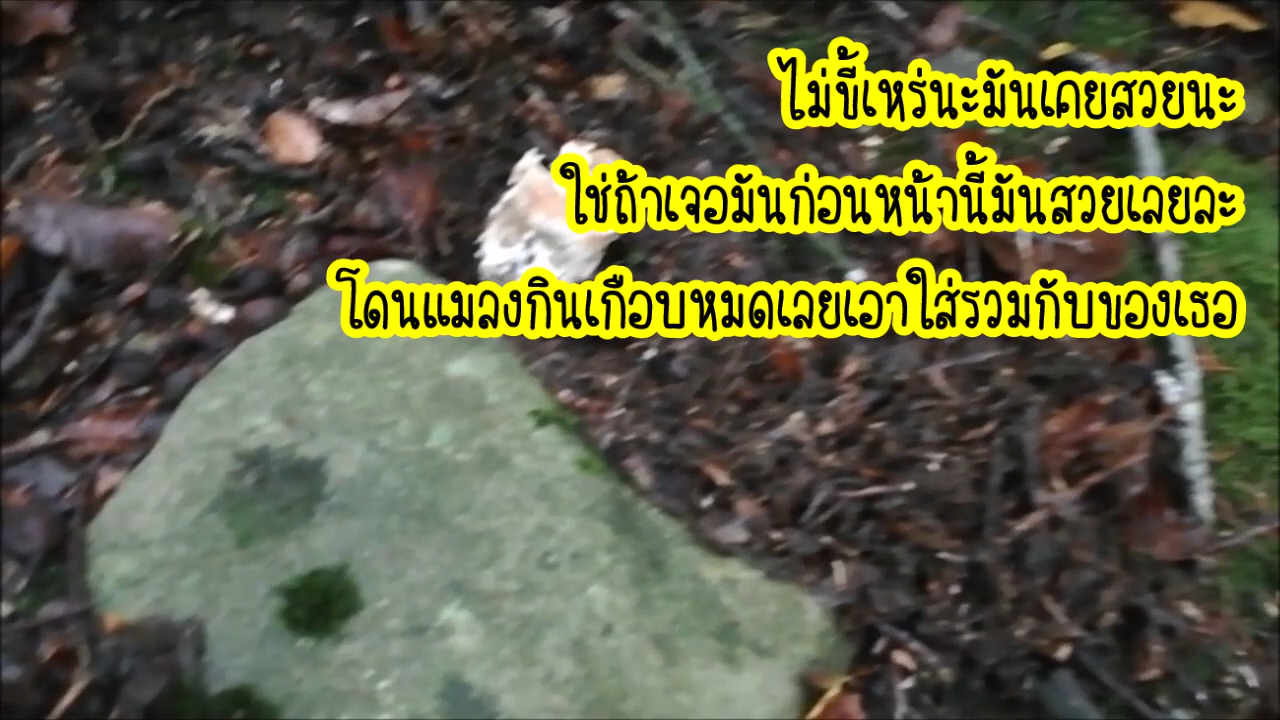 ไม่ขี้เหร่นะมันเคยสวยนะ
ใช่ถ้าเจอมันก่อนหน้านี้มันสวยเลยละ
โดนแมลงกินเกือบหมดเลยเอาใส่รวมกับของเธอ